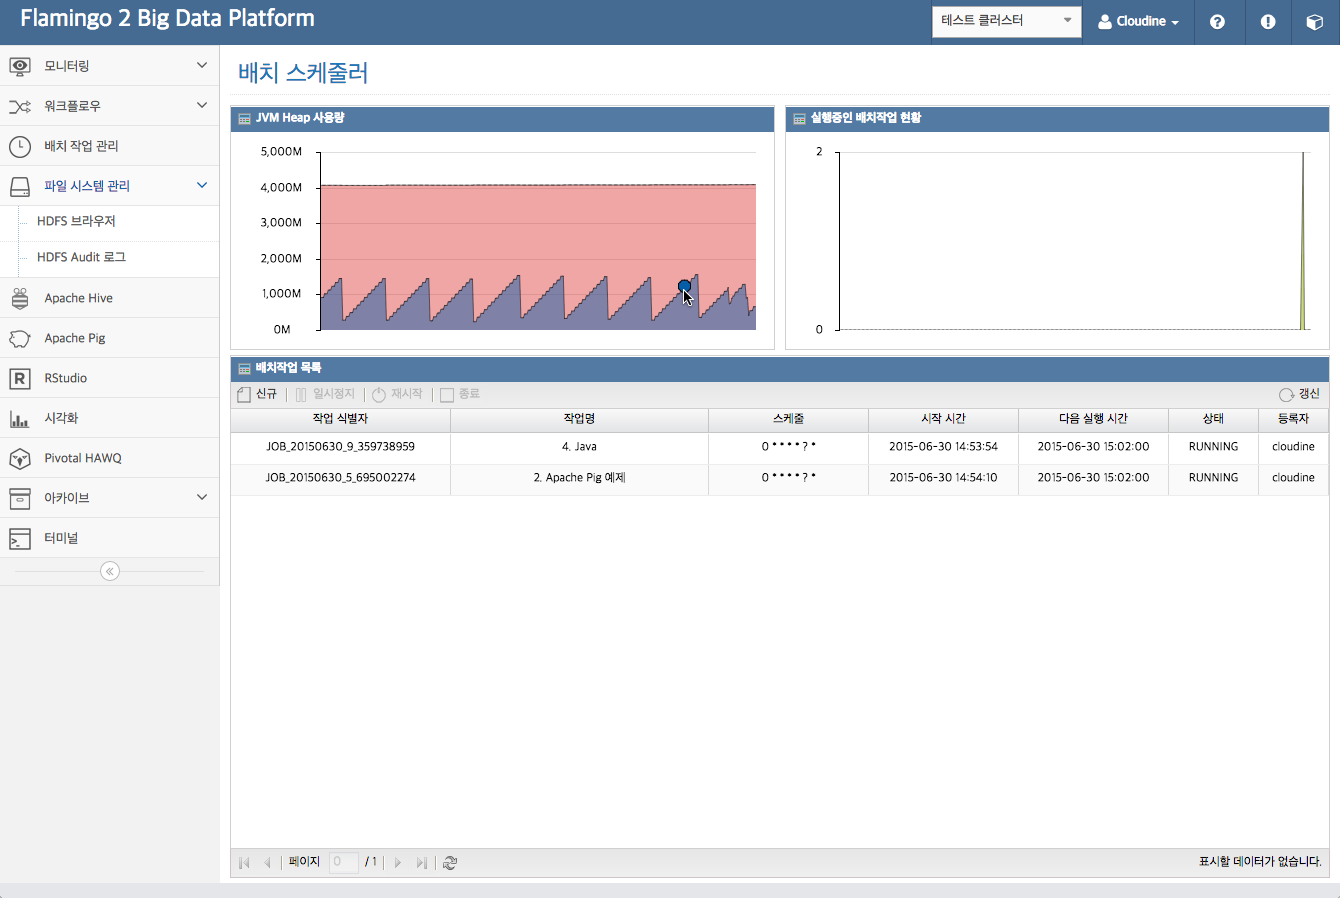 Flamingo 2 Big Data Platform
테스트 클러스터
Cloudine
모니터링
워크플로우
배치 작업 관리
파일 시스템 관리
HDFS 브라우저
HDFS Audit 로그
Apache Hive
Apache Pig
RStudio
시각화
Pivotal HAWQ
아카이브
터미널
배치 스케줄러
JVM Heap 사용량
5,000M
4,000M
3,000M
2,000M
1,000M
0M
실행중인 배치작업 현황
2
0
배치작업 목록
신규 일시정지 재시작 종료 갱신
작업 식별자 작업명 스케줄 시작 시간 다음 실행 시간 상태 등록자
JOB_20150630_9_359738959 4. Java 0 * * * * ? * 2015-06-30 14:53:54 2015-06-30 15:02:00 RUNNING cloudine
JOB_20150630_5_695002274 2. Apache Pig 예제 0 * * * * ? * 2015-06-30 14:54:10 2015-06-30 15:02:00 RUNNING cloudine
페이지 0 / 1 표시할 데이터가 없습니다.